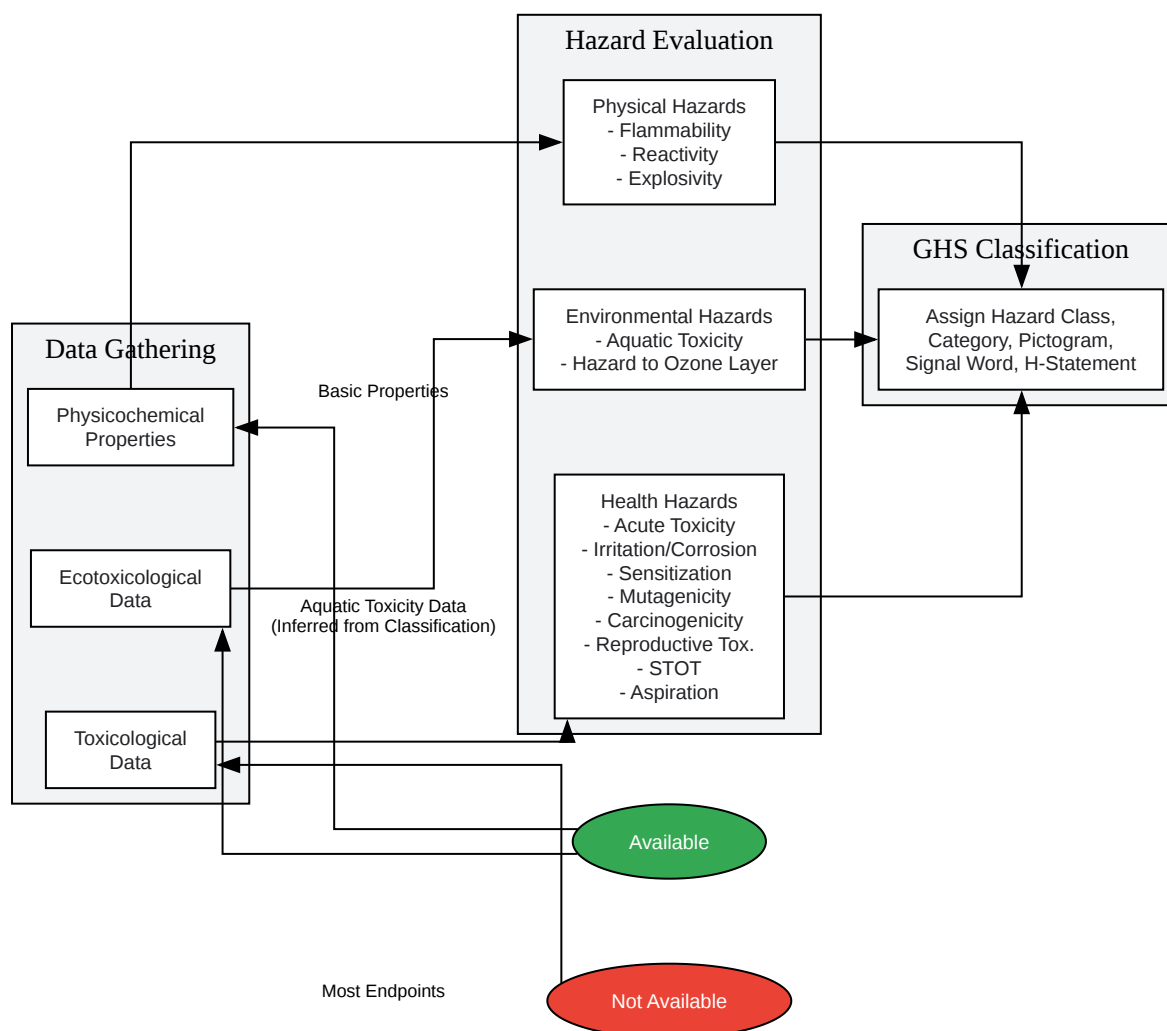 Hazard Evaluation
Physical Hazards
- Flammability
- Reactivity
- Explosivity
GHS Classification
Environmental Hazards
- Aquatic Toxicity
- Hazard to Ozone Layer
Assign Hazard Class,
Category, Pictogram,
Signal Word, H-Statement
Data Gathering
Basic Properties
Physicochemical
Properties
Health Hazards
- Acute Toxicity
- Irritation/Corrosion
- Sensitization
- Mutagenicity
- Carcinogenicity
- Reproductive Tox.
- STOT
- Aspiration
Ecotoxicological
Data
Aquatic Toxicity Data
(Inferred from Classification)
Toxicological
Data
Available
Most Endpoints
Not Available